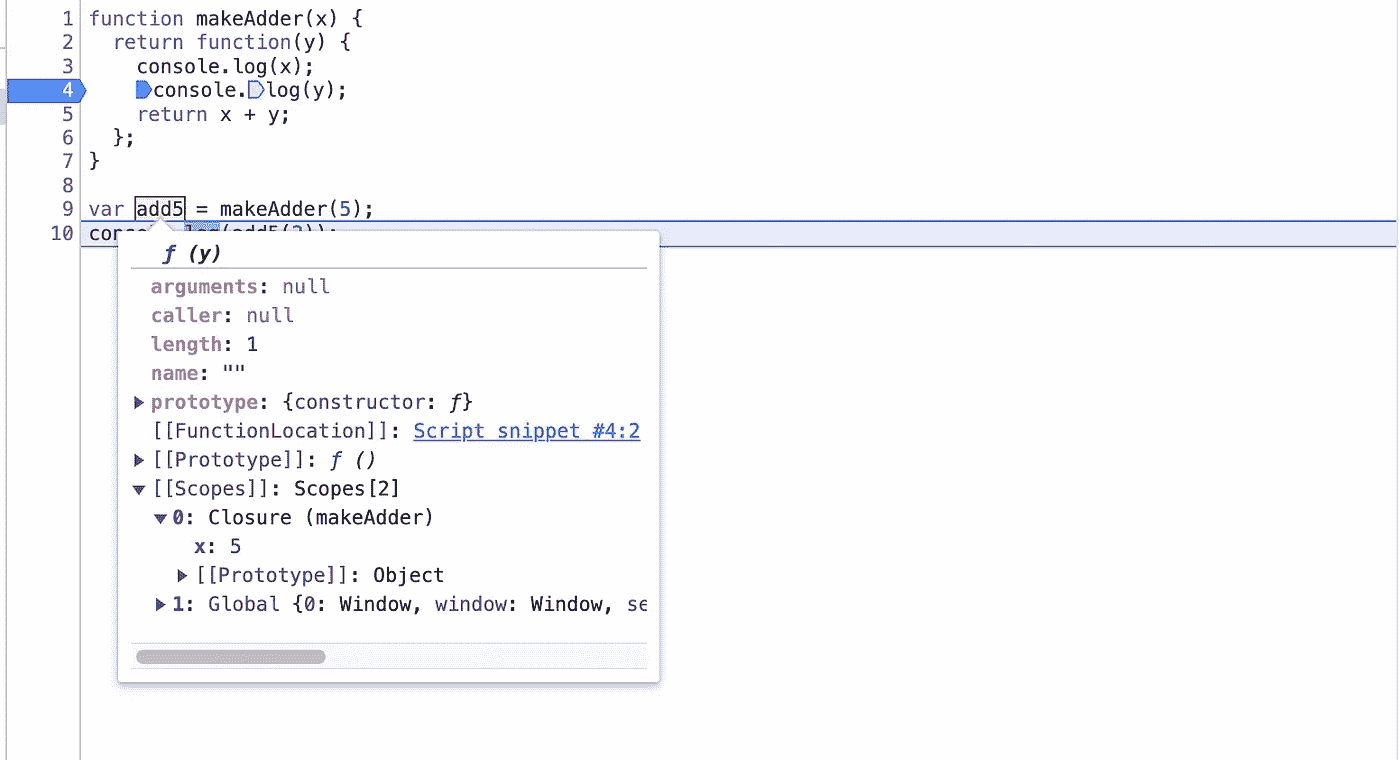 1 function makeAdder(x) {
2 return function(y) {
3 console.log(x);
4 console.log(y);
5 return x + y;
6 };
7 }
8
9 var add5 = makeAdder(5);
10 console.log(add5(2));
ƒ (y)
arguments: null
caller: null
length: 1
name: ""
prototype: {constructor: ƒ}
[[FunctionLocation]]: Script snippet #4:2
[[Prototype]]: ƒ ()
[[Scopes]]: Scopes[2]
0: Closure (makeAdder)
x: 5
[[Prototype]]: Object
1: Global {0: Window, window: Window, se